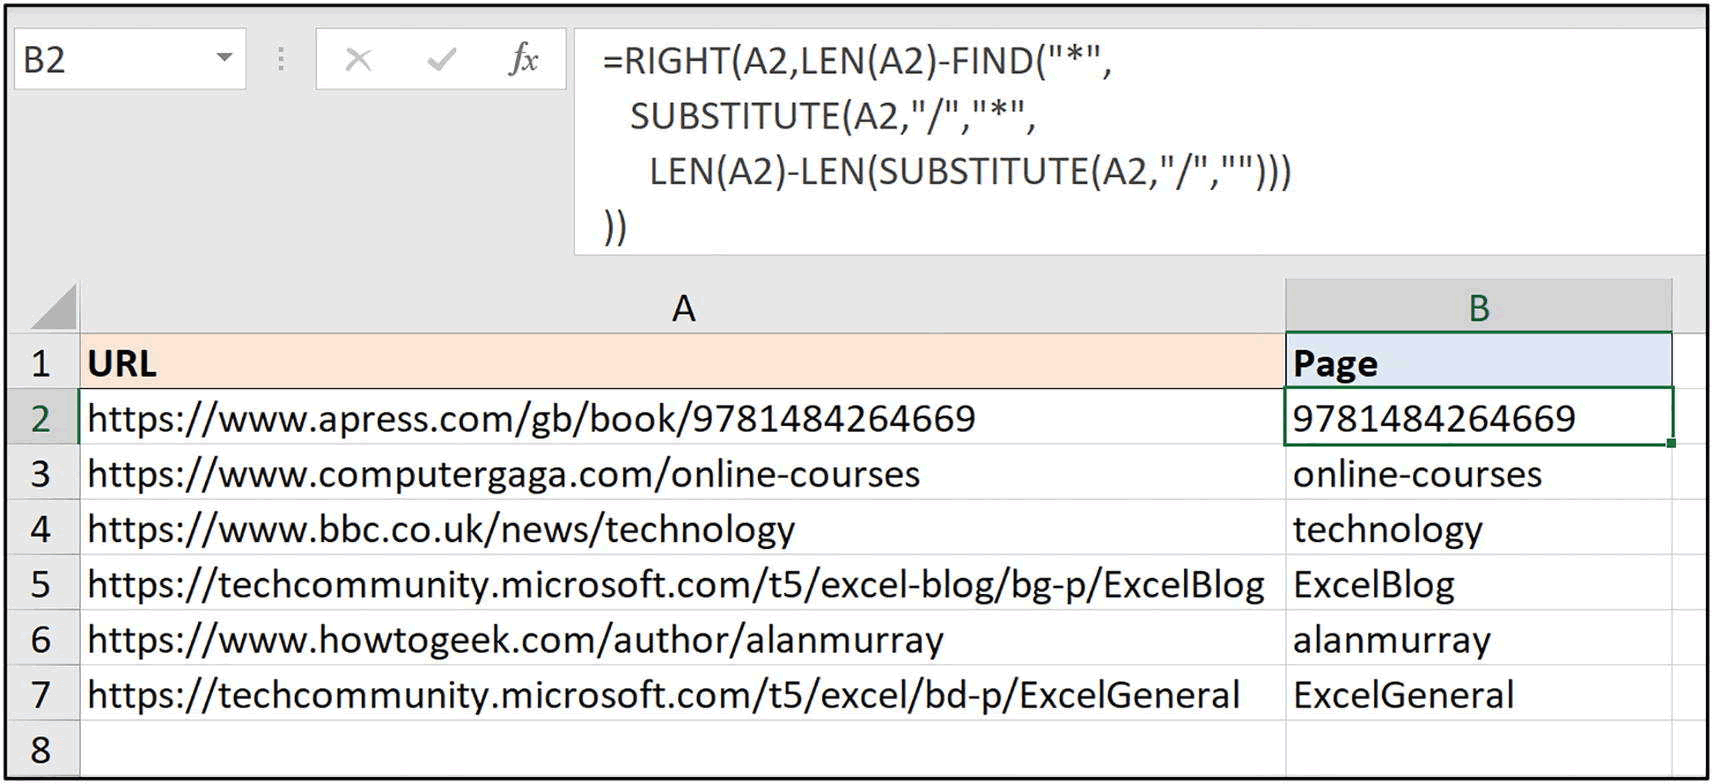 B2 fx =RIGHT(A2,LEN(A2)-FIND("*",
SUBSTITUTE(A2,"/","*",
LEN(A2)-LEN(SUBSTITUTE(A2,"/","")))
))
A B
1 URL Page
2 https://www.apress.com/gb/book/9781484264669 9781484264669
3 https://www.computergaga.com/online-courses online-courses
4 https://www.bbc.co.uk/news/technology technology
5 https://techcommunity.microsoft.com/t5/excel-blog/bg-p/ExcelBlog ExcelBlog
6 https://www.howtogeek.com/author/alanmurray alanmurray
7 https://techcommunity.microsoft.com/t5/excel/bd-p/ExcelGeneral ExcelGeneral
8